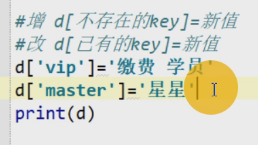 #增 d[不存在的key]=新值
#改 d[已有的key]=新值
d['vip']='缴费 学员'
d['master']='星星'
print(d)